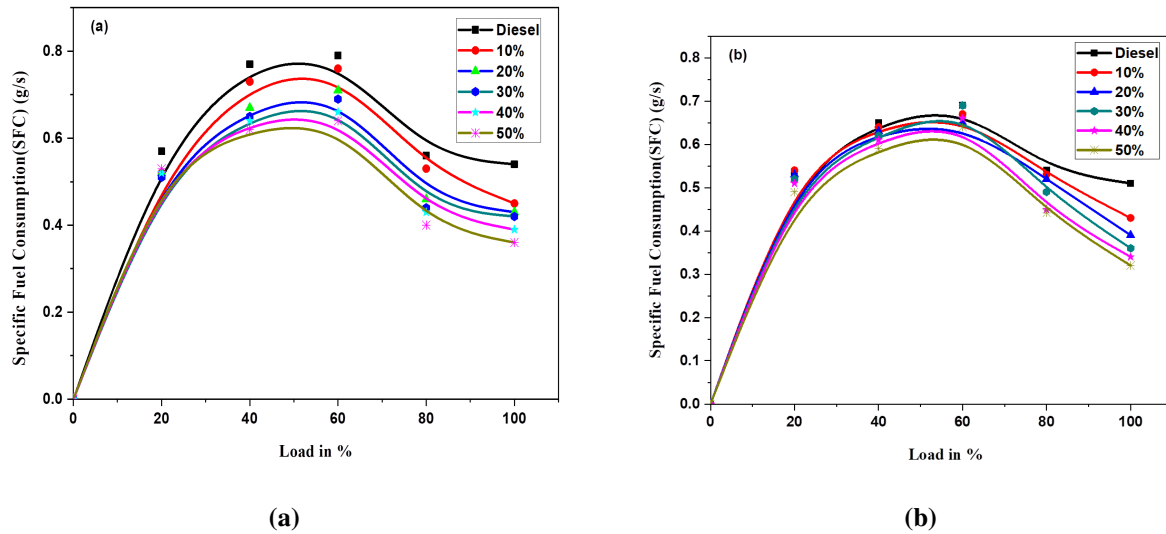 (a)
Diesel
10%
20%
30%
40%
50%
0.8
0.6
0.4
0.2
0.0
0 20 40 60 80 100
Specific Fuel Consumption(SFC) (g/s)
Load in %
(a)
(b)
Diesel
10%
20%
30%
40%
50%
0.8
0.7
0.6
0.5
0.4
0.3
0.2
0.1
0.0
0 20 40 60 80 100
Specific Fuel Consumption(SFC) (g/s)
Load in %
(b)